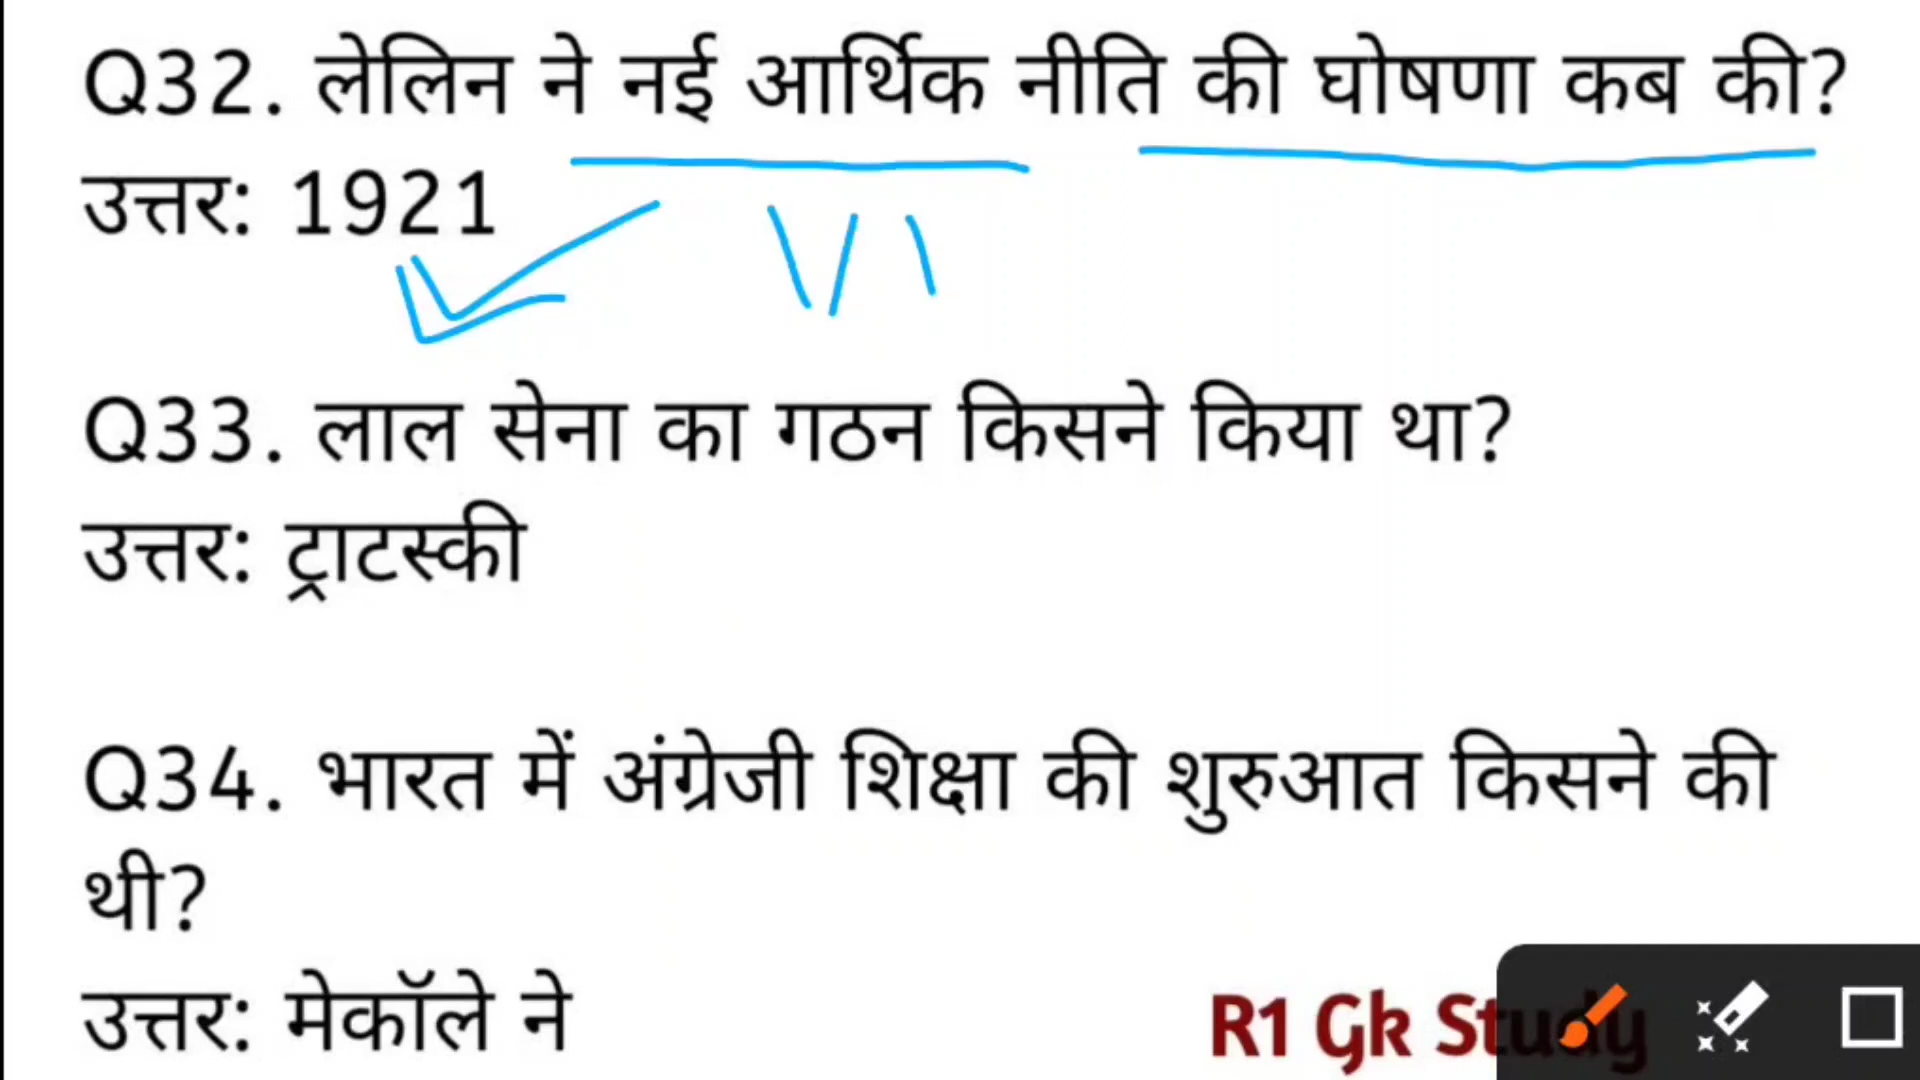 Q32. लेलिन ने नई आर्थिक नीति की घोषणा कब की?
उत्तर: 1921
Q33. लाल सेना का गठन किसने किया था?
उत्तर: ट्राटस्की
Q34. भारत में अंग्रेजी शिक्षा की शुरुआत किसने की
थी?
उत्तर: मेकॉले ने
R1 Gk Study